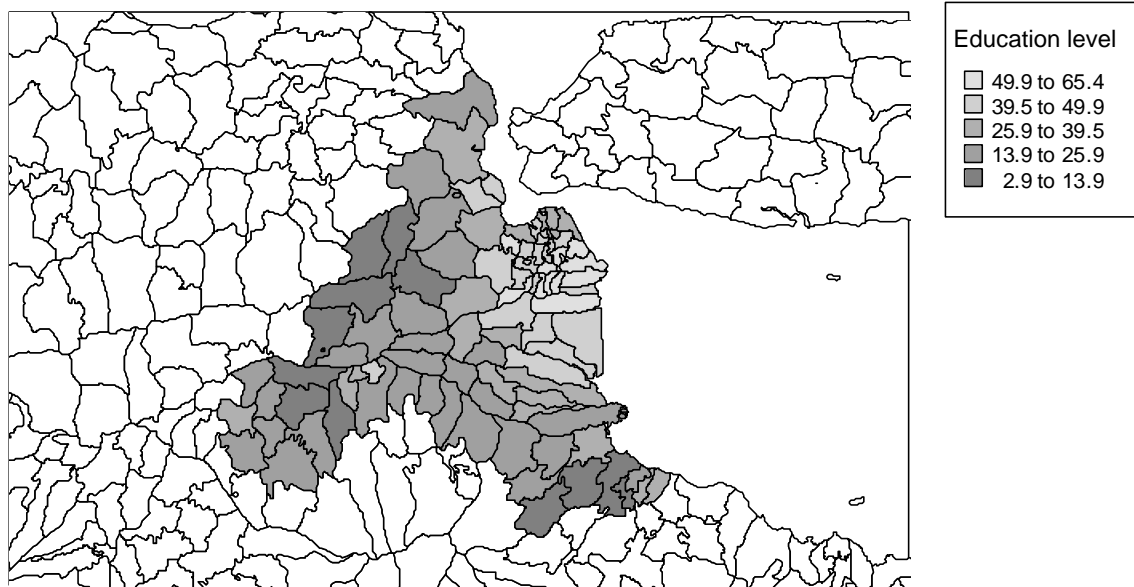 Education level
49.9 to 65.4
39.5 to 49.9
25.9 to 39.5
13.9 to 25.9
2.9 to 13.9